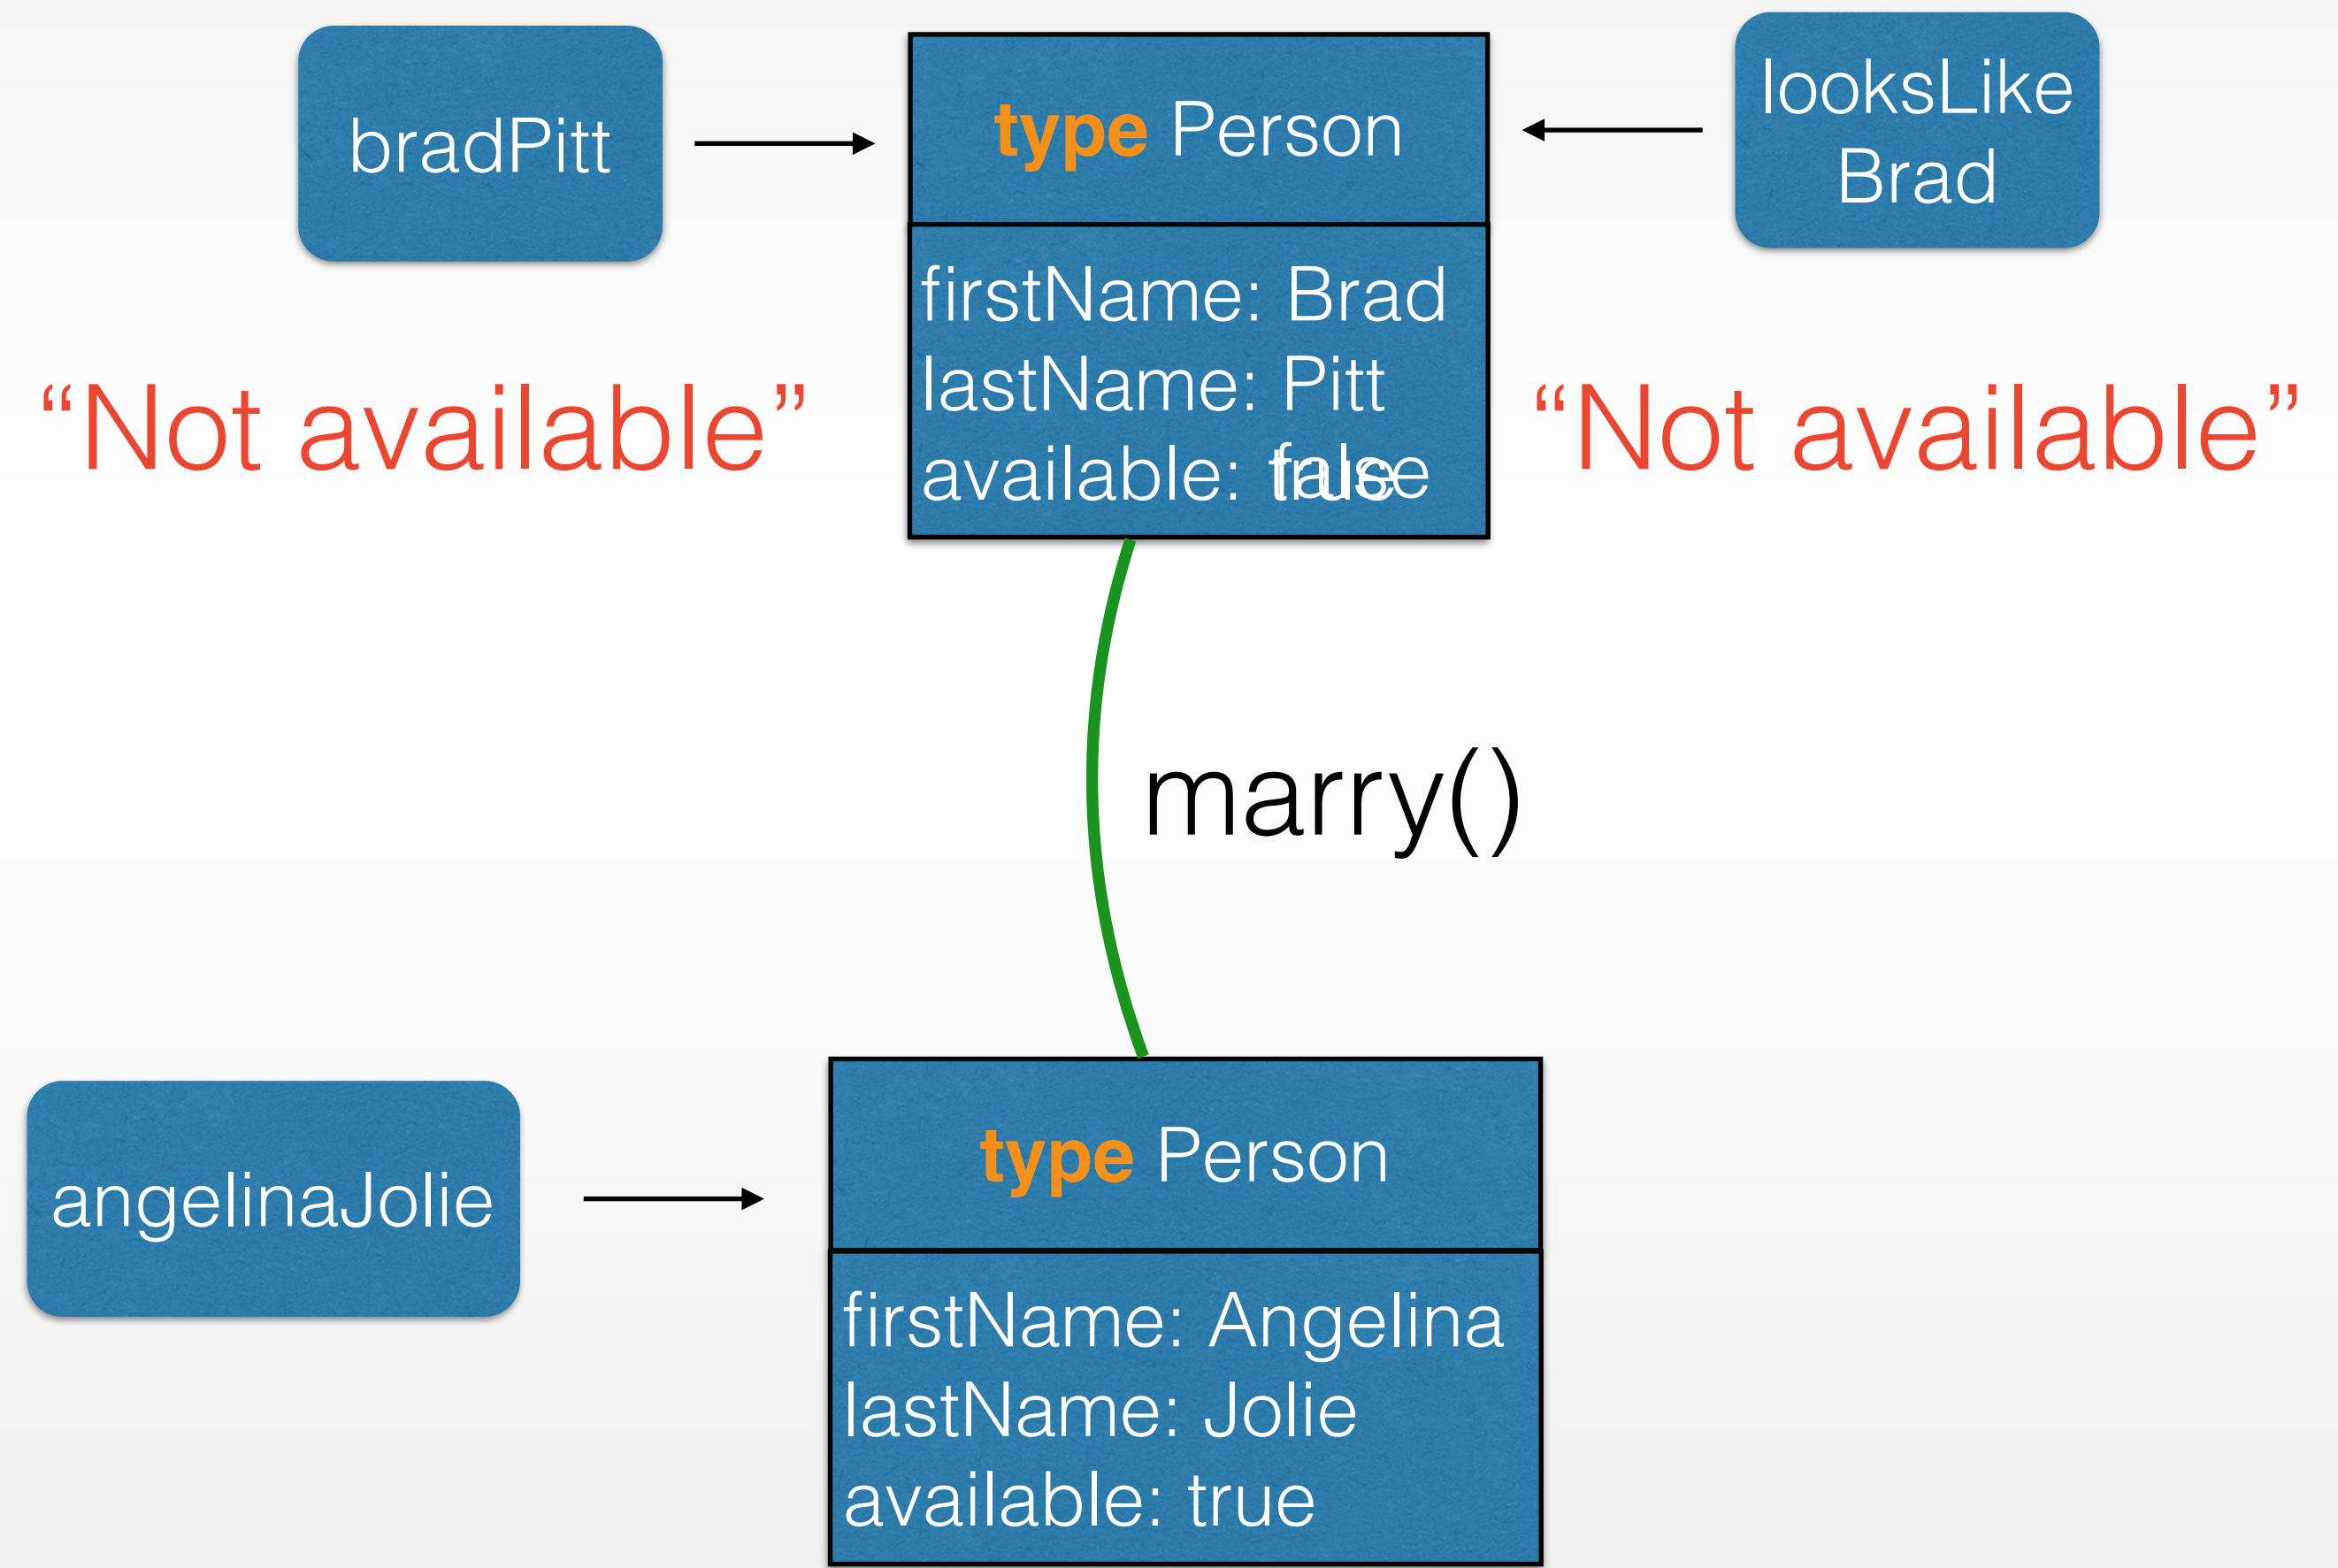 bradPitt
type Person
looksLike
Brad
firstName: Brad
lastName: Pitt
available:
“Not available”
“Not available”
marry()
angelinaJolie
type Person
firstName: Angelina
lastName: Jolie
available: true